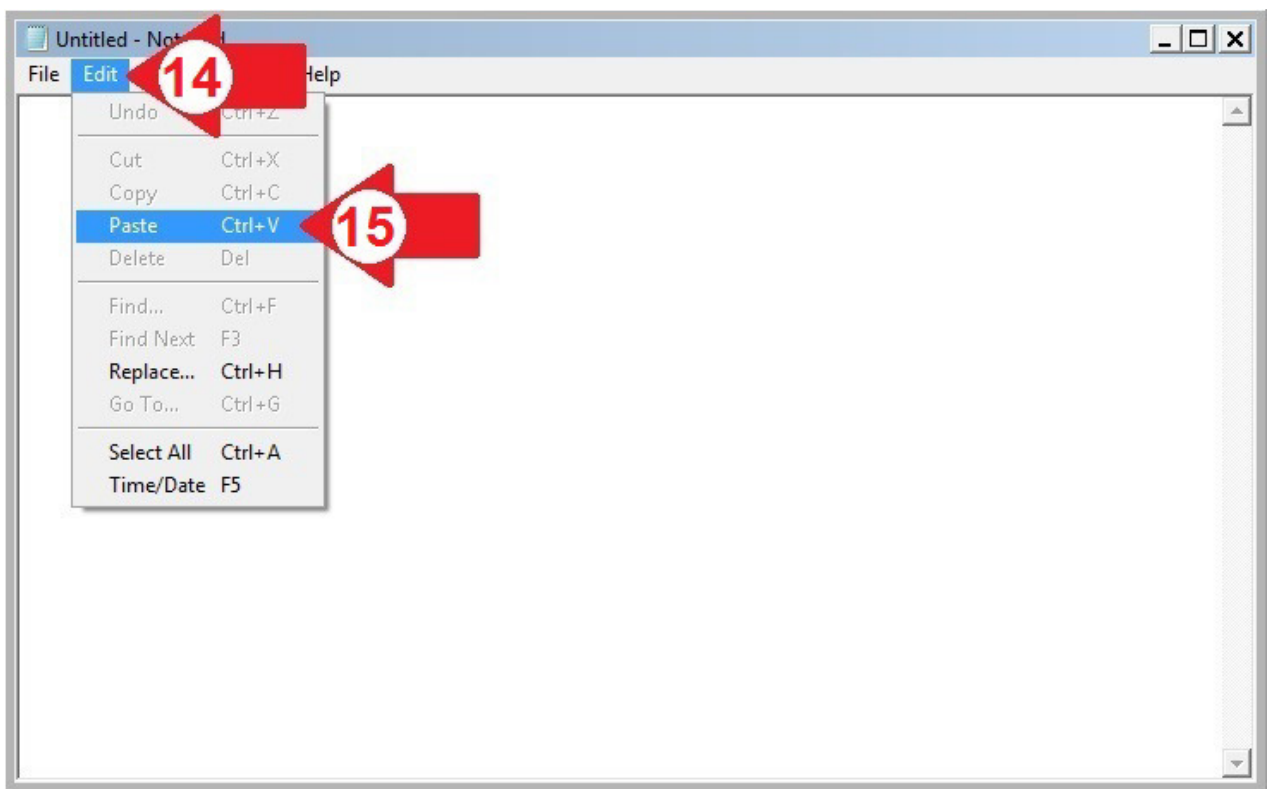 Untitled -
File Edit 14 Help
Undo Ctrl+Z
Cut Ctrl+X
Copy Ctrl+C
Paste Ctrl+V 15
Delete Del
Find... Ctrl+F
Find Next F3
Replace... Ctrl+H
Go To... Ctrl+G
Select All Ctrl+A
Time/Date F5